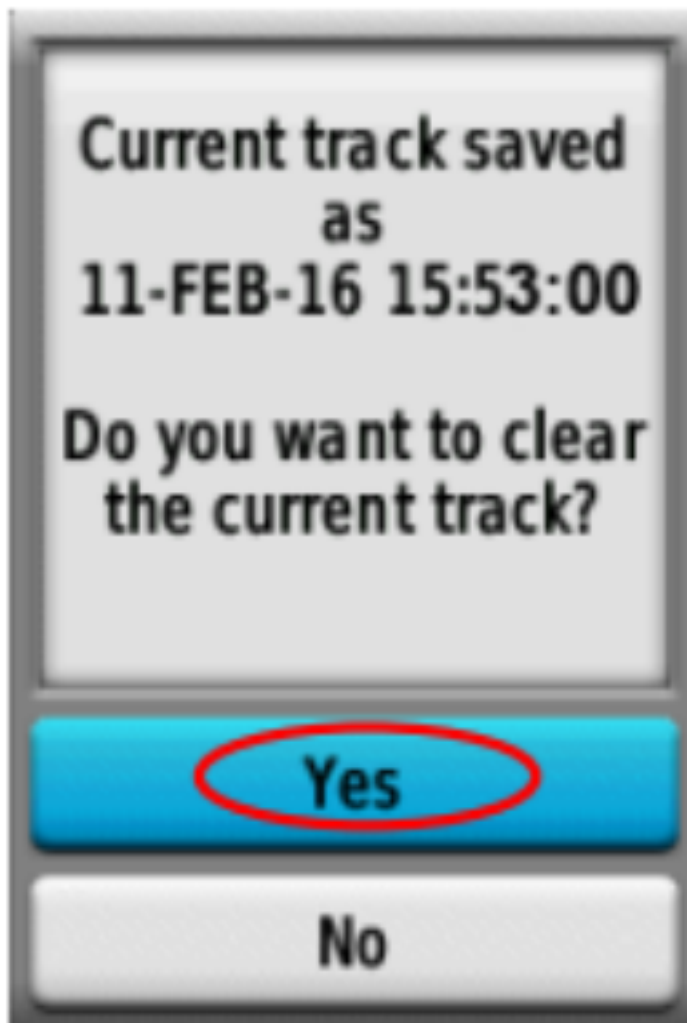 Current track saved
as
11-FEB-16 15:53:00
Do you want to clear
the current track?
Yes
No